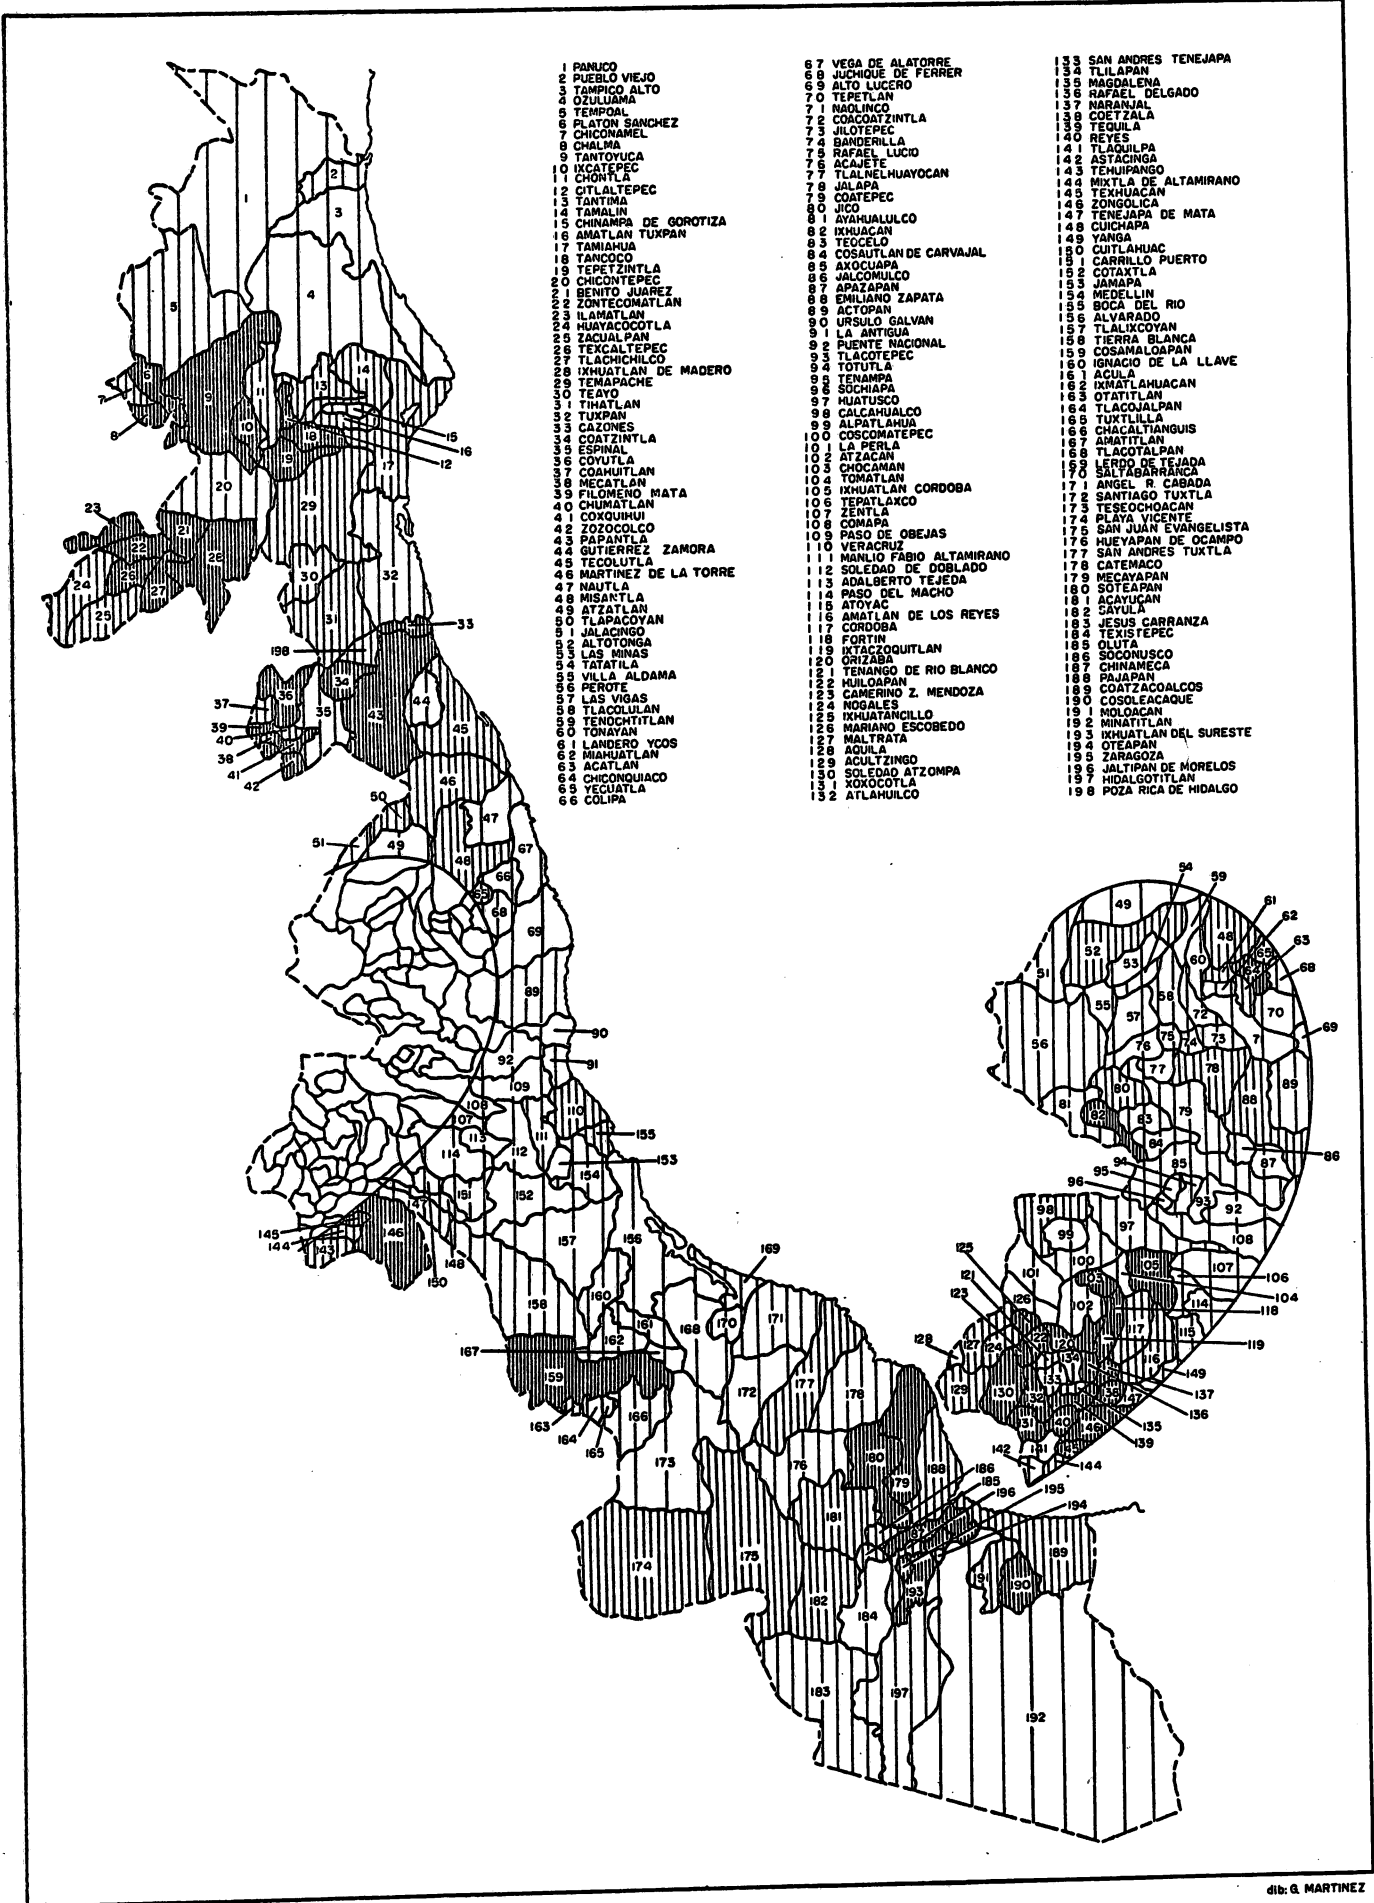 1 PANUCO
2 PUEBLO VIEJO
3 TAMPICO ALTO
4 OZULUAMA
5 TEMPOAL
6 PLATON SANCHEZ
7 CHICONAMEL
8 CHALMA
9 TANTOYUCA
10 IXCATEPEC
11 CHONTLA
12 CITLALTEPEC
13 TANTIMA
14 TAMALIN
15 CHINAMPA DE GOROTIZA
16 AMATLAN TUXPAN
17 TAMIAHUA
18 TANCOCO
19 TEPETZINTLA
20 CHICONTEPEC
21 BENITO JUAREZ
22 ZONTECOMATLAN
23 ILAMATLAN
24 HUAYACOCOTLA
25 ZACUALPAN
26 TEXCALTEPEC
27 TLACHICHILCO
28 IXHUATLAN DE MADERO
29 TEMAPACHE
30 TEAYO
31 TIHATLAN
32 TUXPAN
33 CAZONES
34 COATZINTLA
35 ESPINAL
36 COYUTLA
37 COAHUITLAN
38 MECATLAN
39 FILOMENO MATA
40 CHUMATLAN
41 COXQUIHUI
42 ZOZOCOLCO
43 PAPANTLA
44 GUTIERREZ ZAMORA
45 TECOLUTLA
46 MARTINEZ DE LA TORRE
47 NAUTLA
48 MISANTLA
49 ATZATLAN
50 TLAPACOYAN
51 JALACINGO
52 ALTOTONGA
53 LAS MINAS
54 TATATILA
55 VILLA ALDAMA
56 PEROTE
57 LAS VIGAS
58 TLACOLULAN
59 TENOCHTITLAN
60 TONAYAN
61 LANDERO YCOS
62 MIAHUATLAN
63 ACATLAN
64 CHICONQUIACO
65 YECUATLA
66 COLIPA
67 VEGA DE ALATORRE
68 JUCHIQUE DE FERRER
69 ALTO LUCERO
70 TEPETLAN
71 NAOLINCO
72 COACOATZINTLA
73 JILOTEPEC
74 BANDERILLA
75 RAFAEL LUCIO
76 ACAJETE
77 TLALNELHUAYOCAN
78 JALAPA
79 COATEPEC
80 JICO
81 AYAHUALULCO
82 IXHUACAN
83 TEOCELO
84 COSAUTLAN DE CARVAJAL
85 AXOCUAPA
86 JALCOMULCO
87 APAZAPAN
88 EMILIANO ZAPATA
89 ACTOPAN
90 URSULO GALVAN
91 LA ANTIGUA
92 PUENTE NACIONAL
93 TLACOTEPEC
94 TOTUTLA
95 TENAMPA
96 SOCHIAPA
97 HUATUSCO
98 CALCAHUALCO
99 ALPATLAHUA
100 COSCOMATEPEC
101 LA PERLA
102 ATZACAN
103 CHOCAMAN
104 TOMATLAN
105 IXHUATLAN CORDOBA
106 TEPATLAXCO
107 ZENTLA
108 COMAPA
109 PASO DE OBEJAS
110 VERACRUZ
111 MANLIO FABIO ALTAMIRANO
112 SOLEDAD DE DOBLADO
113 ADALBERTO TEJEDA
114 PASO DEL MACHO
115 ATOYAC
116 AMATLAN DE LOS REYES
117 CORDOBA
118 FORTIN
119 IXTACZOQUITLAN
120 ORIZABA
121 TENANGO DE RIO BLANCO
122 HUILOAPAN
123 CAMERINO Z. MENDOZA
124 NOGALES
125 IXHUATANCILLO
126 MARIANO ESCOBEDO
127 MALTRATA
128 AQUILA
129 ACULTZINGO
130 SOLEDAD ATZOMPA
131 XOXOCOTLA
132 ATLAHUILCO
133 SAN ANDRES TENEJAPA
134 TLILAPAN
135 MAGDALENA
136 RAFAEL DELGADO
137 NARANJAL
138 COETZALA
139 TEQUILA
140 REYES
141 TLAQUILPA
142 ASTACINGA
143 TEHUIPANGO
144 MIXTLA DE ALTAMIRANO
145 TEXHUACAN
146 ZONGOLICA
147 TENEJAPA DE MATA
148 CUICHAPA
149 YANGA
150 CUITLAHUAC
151 CARRILLO PUERTO
152 COTAXTLA
153 JAMAPA
154 MEDELLIN
155 BOCA DEL RIO
156 ALVARADO
157 TLALIXCOYAN
158 TIERRA BLANCA
159 COSAMALOAPAN
160 IGNACIO DE LA LLAVE
161 ACULA
162 IXMATLAHUACAN
163 OTATITLAN
164 TLACOJALPAN
165 TUXTLILLA
166 CHACALTIANGUIS
167 AMATITLAN
168 TLACOTALPAN
169 LERDO DE TEJADA
170 SALTABARRANCA
171 ANGEL R. CABADA
172 SANTIAGO TUXTLA
173 TESECHOACAN
174 PLAYA VICENTE
175 SAN JUAN EVANGELISTA
176 HUEYAPAN DE OCAMPO
177 SAN ANDRES TUXTLA
178 CATEMACO
179 MECAYAPAN
180 SOTEAPAN
181 ACAYUCAN
182 SAYULA
183 JESUS CARRANZA
184 TEXISTEPEC
185 OLUTA
186 SOCONUSCO
187 CHINAMECA
188 PAJAPAN
189 COATZACOALCOS
190 COSOLEACAQUE
191 MOLOACAN
192 MINATITLAN
193 IXHUATLAN DEL SURESTE
194 OTEAPAN
195 ZARAGOZA
196 JALTIPAN DE MORELOS
197 HIDALGOTITLAN
198 POZA RICA DE HIDALGO
dib: G. MARTINEZ